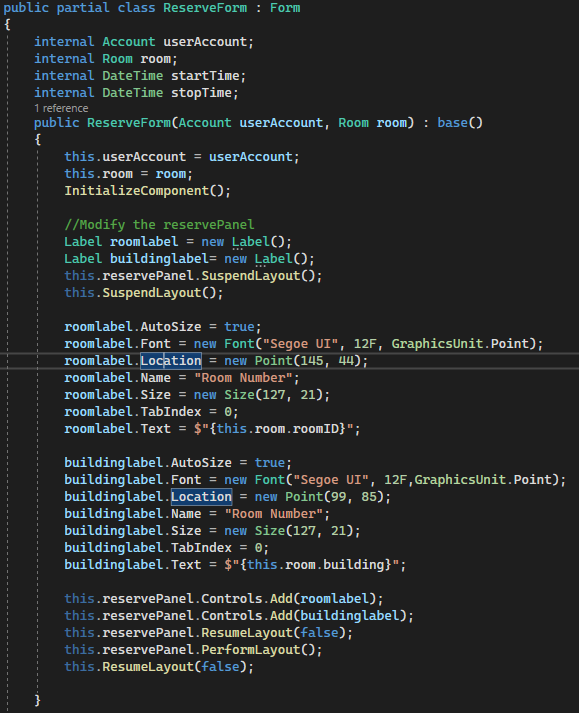 public partial class ReserveForm : Form
{
    internal Account userAccount;
    internal Room room;
    internal DateTime startTime;
    internal DateTime stopTime;
    1 reference
    public ReserveForm(Account userAccount, Room room) : base()
    {
        this.userAccount = userAccount;
        this.room = room;
        InitializeComponent();

        //Modify the reservePanel
        Label roomlabel = new Label();
        Label buildinglabel= new Label();
        this.reservePanel.SuspendLayout();
        this.SuspendLayout();

        roomlabel.AutoSize = true;
        roomlabel.Font = new Font("Segoe UI", 12F, GraphicsUnit.Point);
        roomlabel.Location = new Point(145, 44);
        roomlabel.Name = "Room Number";
        roomlabel.Size = new Size(127, 21);
        roomlabel.TabIndex = 0;
        roomlabel.Text = $"{this.room.roomID}";

        buildinglabel.AutoSize = true;
        buildinglabel.Font = new Font("Segoe UI", 12F,GraphicsUnit.Point);
        buildinglabel.Location = new Point(99, 85);
        buildinglabel.Name = "Room Number";
        buildinglabel.Size = new Size(127, 21);
        buildinglabel.TabIndex = 0;
        buildinglabel.Text = $"{this.room.building}";

        this.reservePanel.Controls.Add(roomlabel);
        this.reservePanel.Controls.Add(buildinglabel);
        this.reservePanel.ResumeLayout(false);
        this.reservePanel.PerformLayout();
        this.ResumeLayout(false);

    }